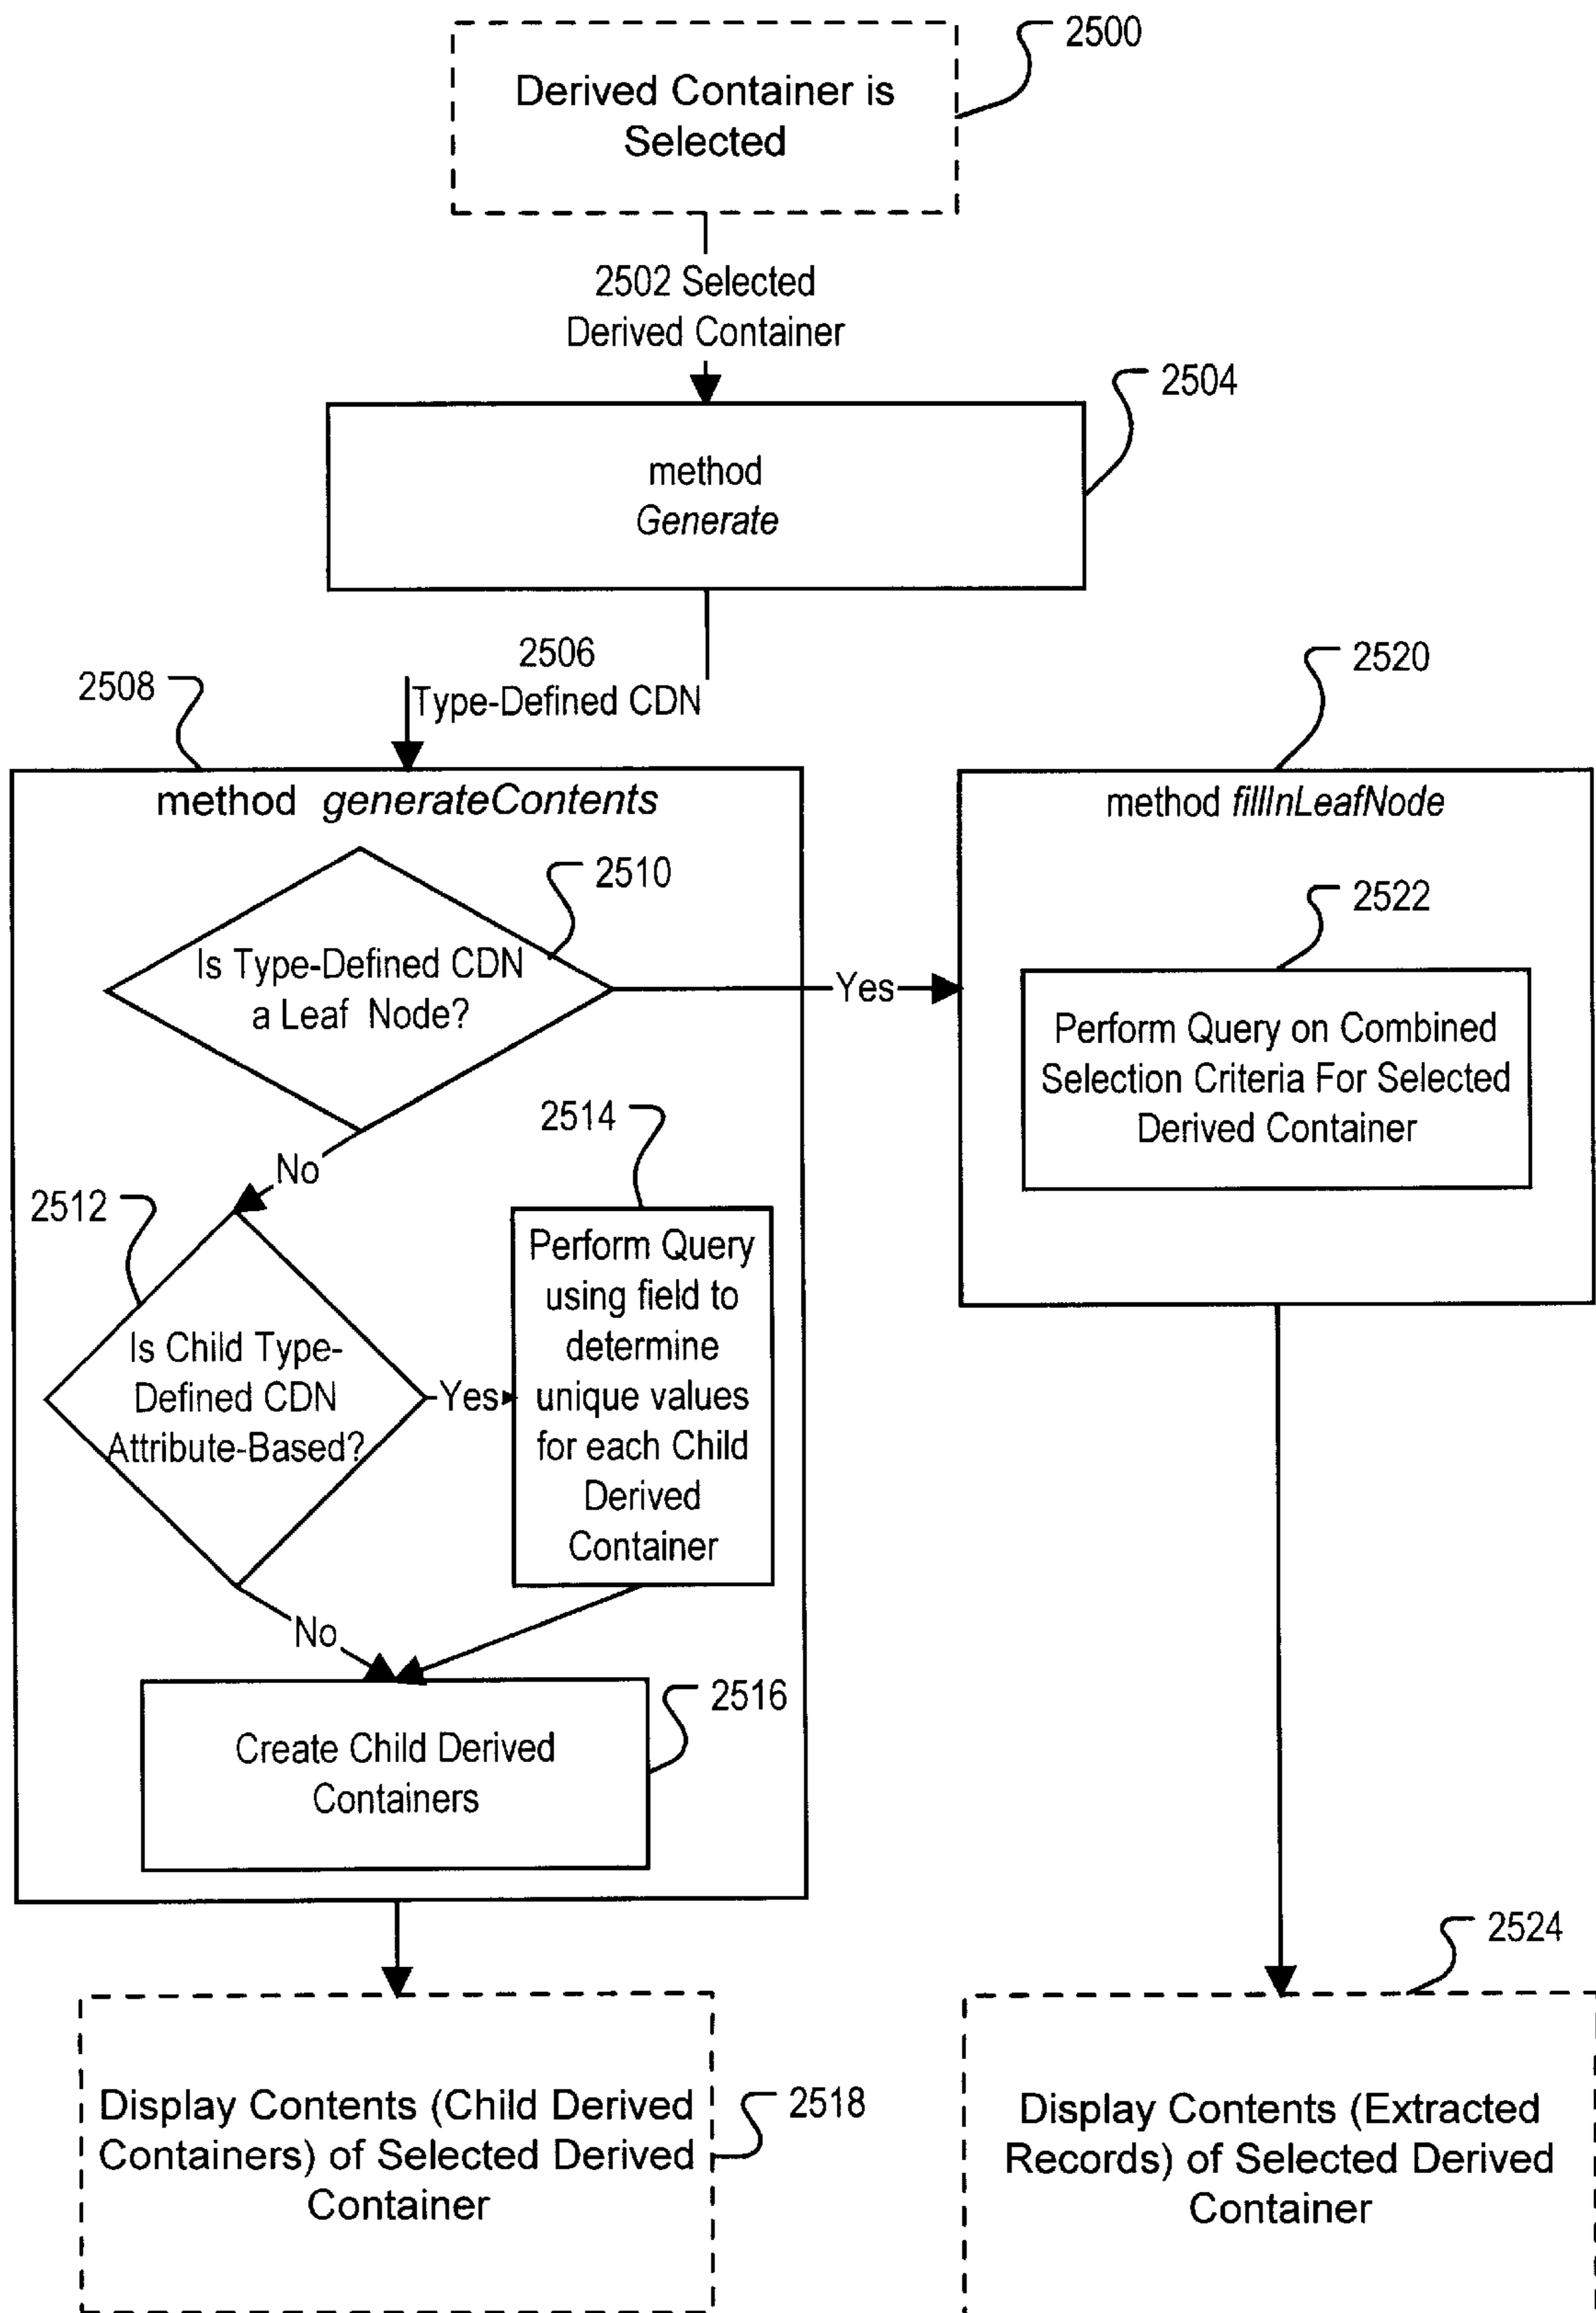 2500
Derived Container is
Selected
2502 Selected
Derived Container
2504
method
Generate
2506
Type-Defined CDN
2508
method generateContents
2510
Is Type-Defined CDN
a Leaf Node?
Yes
2520
method fillInLeafNode
2522
Perform Query on Combined
Selection Criteria For Selected
Derived Container
No
2512
Is Child Type-
Defined CDN
Attribute-Based?
Yes
2514
Perform Query
using field to
determine
unique values
for each Child
Derived
Container
No
2516
Create Child Derived
Containers
2518
Display Contents (Child Derived
Containers) of Selected Derived
Container
2524
Display Contents (Extracted
Records) of Selected Derived
Container